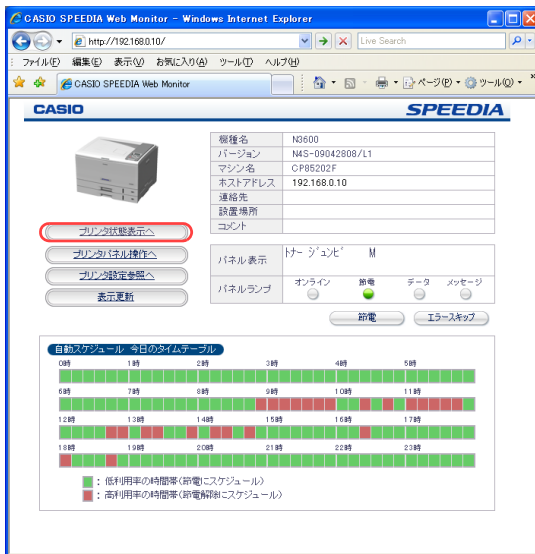 CASIO SPEEDIA Web Monitor - Windows Internet Explorer
http://192.168.0.10/
Live Search
ファイル(F) 編集(E) 表示(V) お気に入り(A) ツール(T) ヘルプ(H)
CASIO SPEEDIA Web Monitor
ページ(P) ツール(O)
CASIO SPEEDIA
機種名 N3600
バージョン N4S-09042808/L1
マシン名 CP85202F
ホストアドレス 192.168.0.10
連絡先
設置場所
コメント
プリンタ状態表示へ
プリンタパネル操作へ
プリンタ設定参照へ
表示更新
パネル表示 トナー ジュンビ M
パネルランプ オンライン 節電 データ メッセージ
節電 エラースキップ
自動スケジュール 今日のタイムテーブル
0時 1時 2時 3時 4時 5時
6時 7時 8時 9時 10時 11時
12時 13時 14時 15時 16時 17時
18時 19時 20時 21時 22時 23時
：低利用率の時間帯(節電にスケジュール)
：高利用率の時間帯(節電解除にスケジュール)